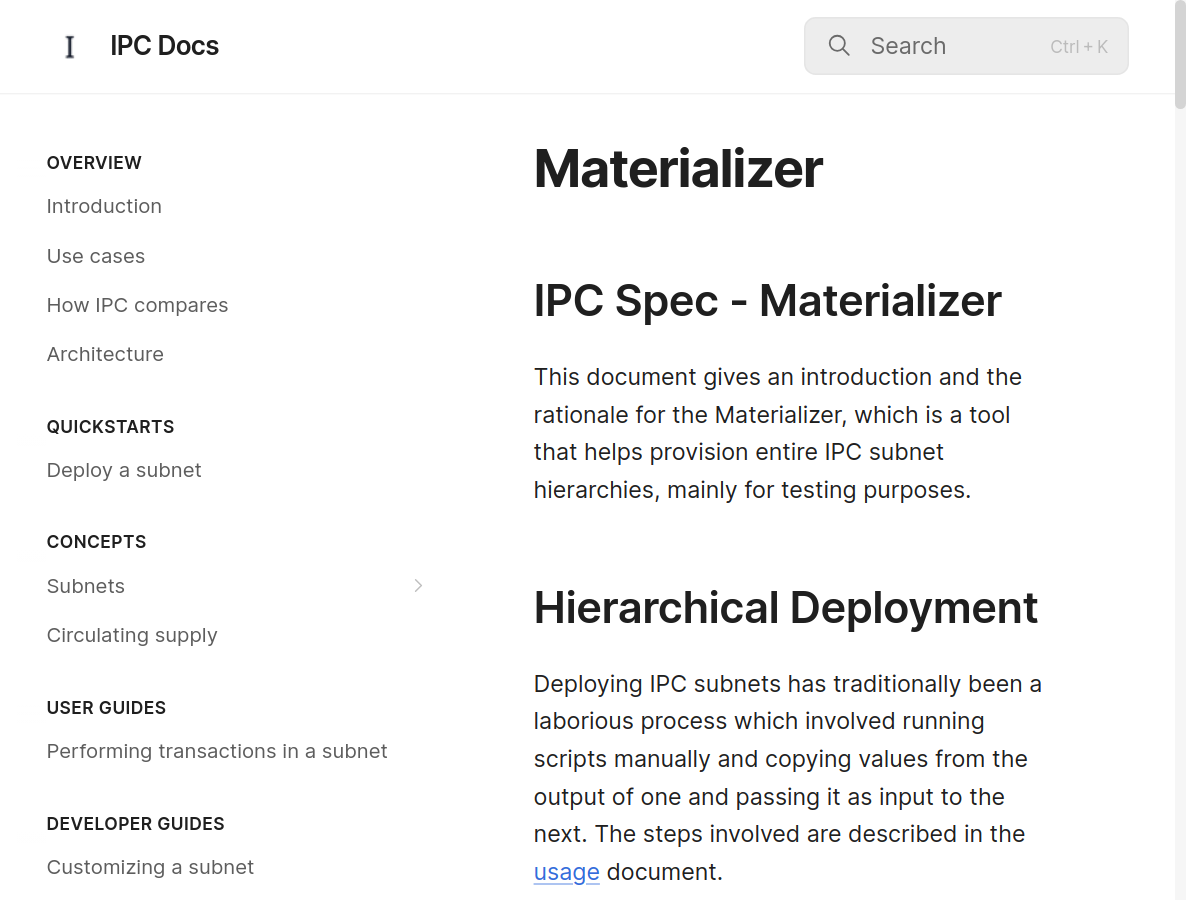 IPC Docs
Search
Ctrl + K
OVERVIEW
Introduction
Use cases
How IPC compares
Architecture
QUICKSTARTS
Deploy a subnet
CONCEPTS
Subnets
Circulating supply
USER GUIDES
Performing transactions in a subnet
DEVELOPER GUIDES
Customizing a subnet
Materializer
IPC Spec - Materializer
This document gives an introduction and the
rationale for the Materializer, which is a tool
that helps provision entire IPC subnet
hierarchies, mainly for testing purposes.
Hierarchical Deployment
Deploying IPC subnets has traditionally been a
laborious process which involved running
scripts manually and copying values from the
output of one and passing it as input to the
next. The steps involved are described in the
usage document.